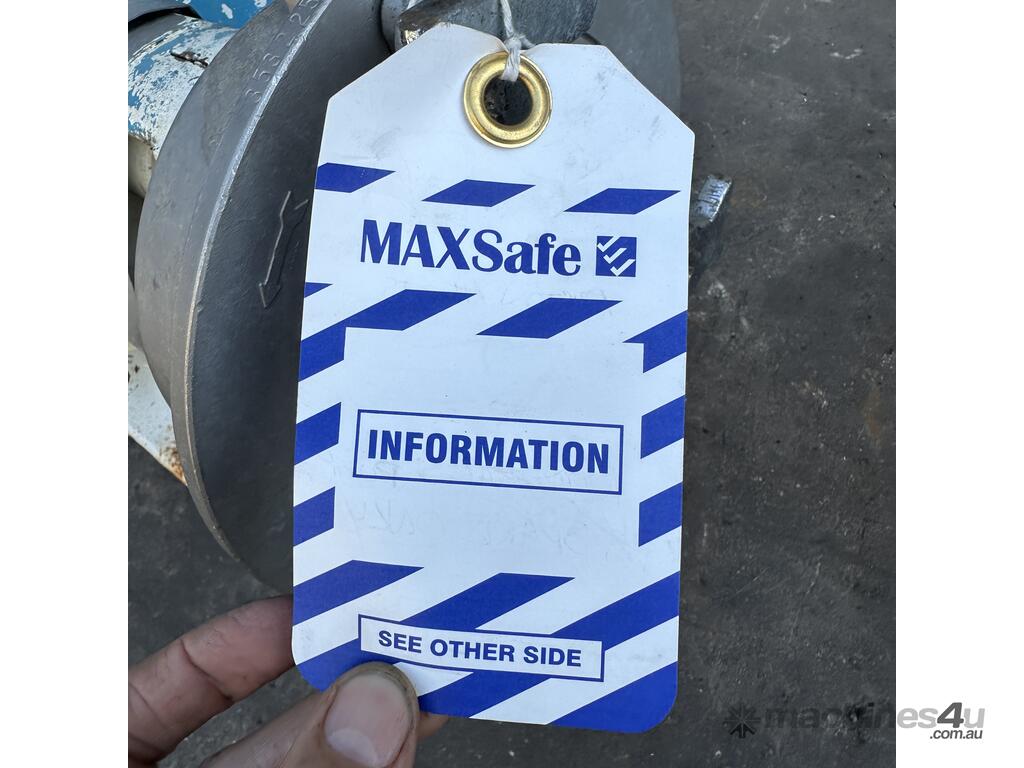 MAXSafe
INFORMATION
SEE OTHER SIDE
machines4u
.com.au